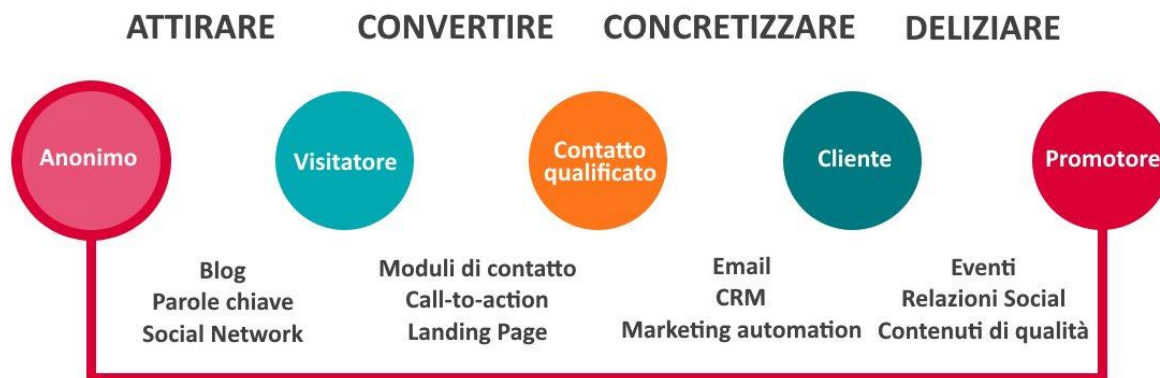 ATTIRARE CONVERTIRE CONCRETIZZARE DELIZIARE
Anonimo
Visitatore
Contatto
qualificato
Cliente
Promotore
Blog
Parole chiave
Social Network
Moduli di contatto
Call-to-action
Landing Page
Email
CRM
Marketing automation
Eventi
Relazioni Social
Contenuti di qualità